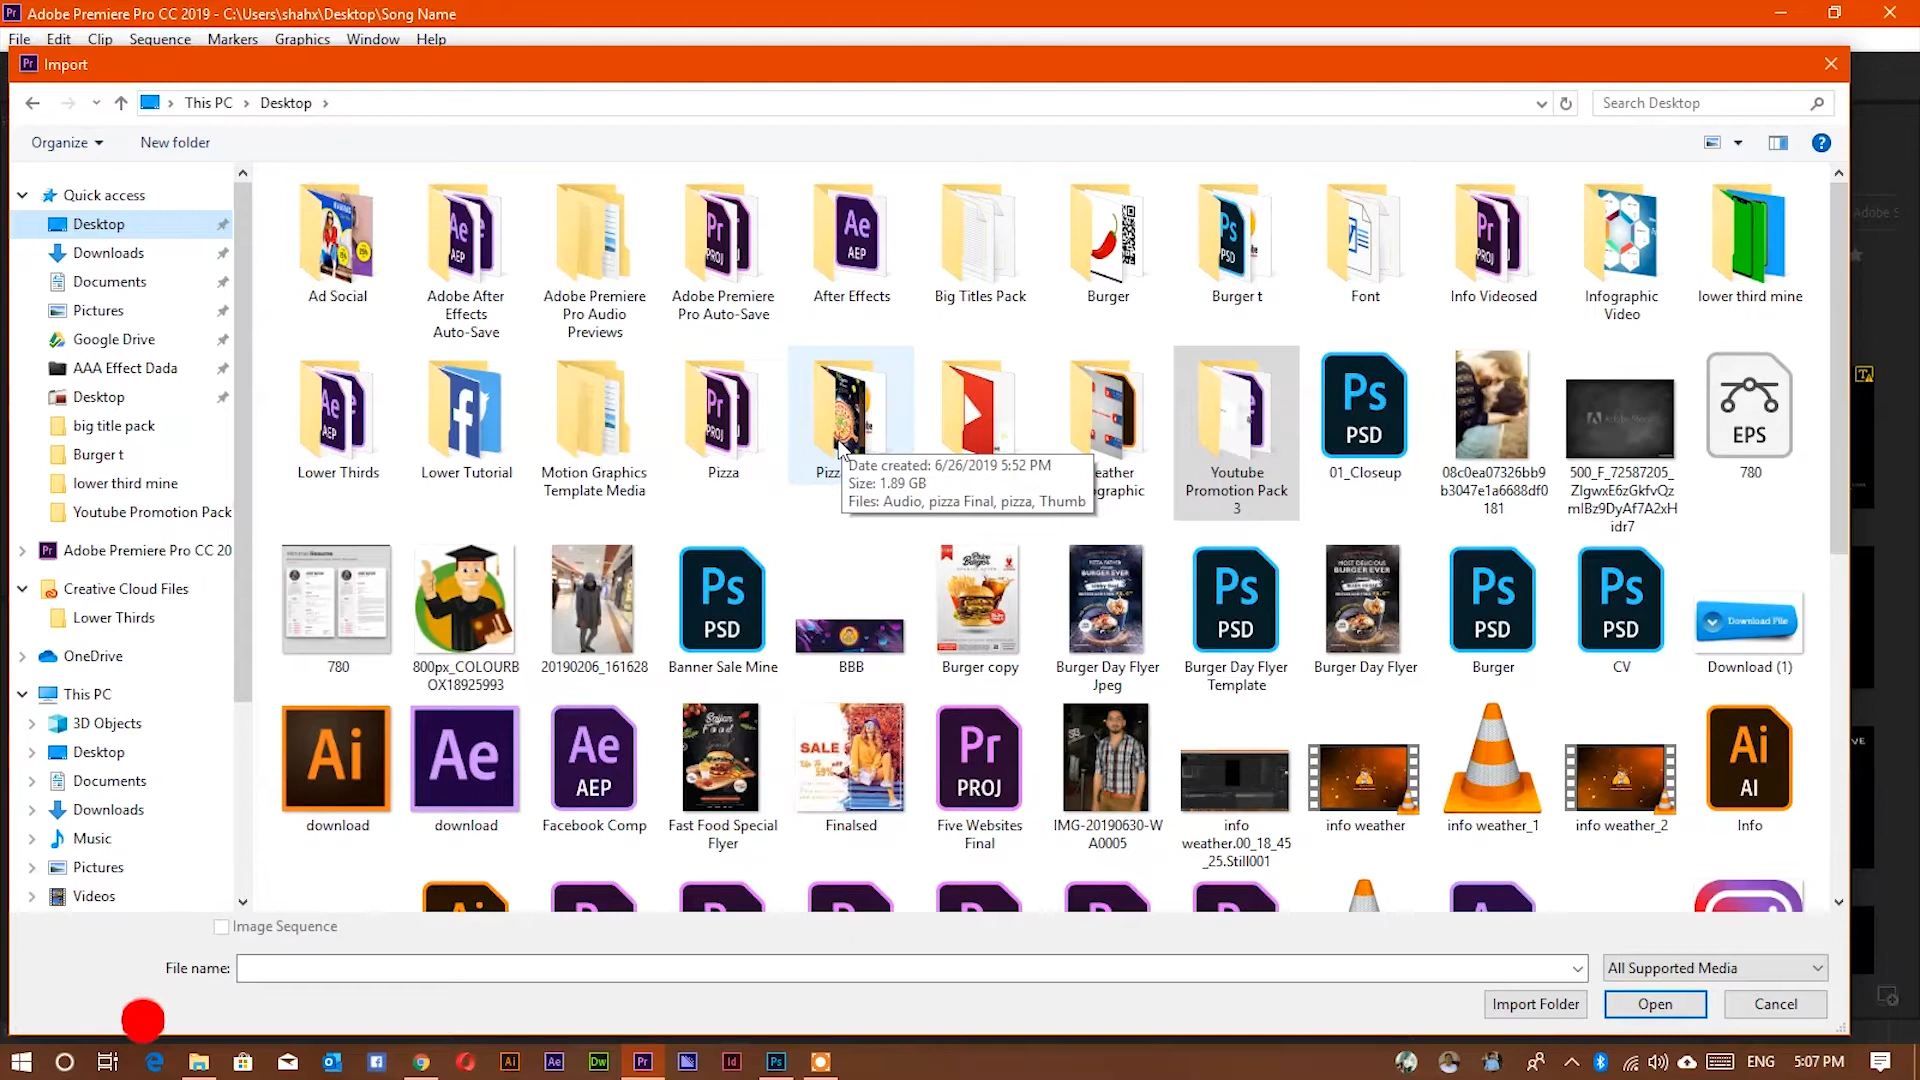 Adobe Premiere Pro CC 2019 - C:\Users\shahx\Desktop\Song Name
File Edit Clip Sequence Markers Graphics Window Help
Import
This PC > Desktop >
Search Desktop
Organize
New folder
Quick access
Desktop
Downloads
Documents
Pictures
Google Drive
AAA Effect Dada
Desktop
big title pack
Burger t
lower third mine
Youtube Promotion Pack
Adobe Premiere Pro CC 20
Creative Cloud Files
Lower Thirds
OneDrive
This PC
3D Objects
Desktop
Documents
Downloads
Music
Pictures
Videos
Ad Social
Adobe After
Effects
Auto-Save
Adobe Premiere
Pro Audio
Previews
Adobe Premiere
Pro Auto-Save
After Effects
Big Titles Pack
Burger
Burger t
Font
Info Videosed
Infographic
Video
lower third mine
Lower Thirds
Lower Tutorial
Motion Graphics
Template Media
Pizza
Date created: 6/26/2019 5:52 PM
Size: 1.89 GB
Files: Audio, pizza Final, pizza, Thumb
Youtube
Promotion Pack
3
01_Closeup
08c0ea07326bb9
b3047e1a6688df0
181
500_F_72587205_
ZIgwxE6zGkfvQz
mlBz9DyAf7A2xH
idr7
780
780
800px_COLOURB
OX18925993
20190206_161628
Banner Sale Mine
BBB
Burger copy
Burger Day Flyer
Jpeg
Burger Day Flyer
Template
Burger Day Flyer
Burger
CV
Download (1)
download
download
Facebook Comp
Fast Food Special
Flyer
Finalsed
Five Websites
Final
IMG-20190630-W
A0005
info
weather.00_18_45
_25.Still001
info weather
info weather_1
info weather_2
Info
Image Sequence
File name:
All Supported Media
Import Folder
Open
Cancel
ENG
5:07 PM